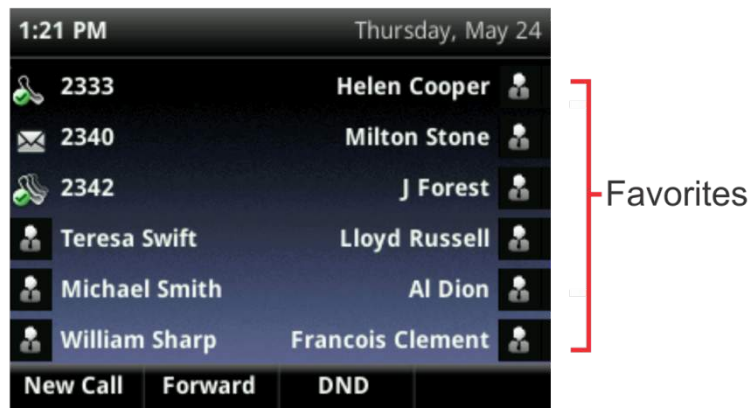 1:21 PM Thursday, May 24
2333 Helen Cooper
2340 Milton Stone
2342 J Forest
Favorites
Teresa Swift Lloyd Russell
Michael Smith Al Dion
William Sharp Francois Clement
New Call Forward DND